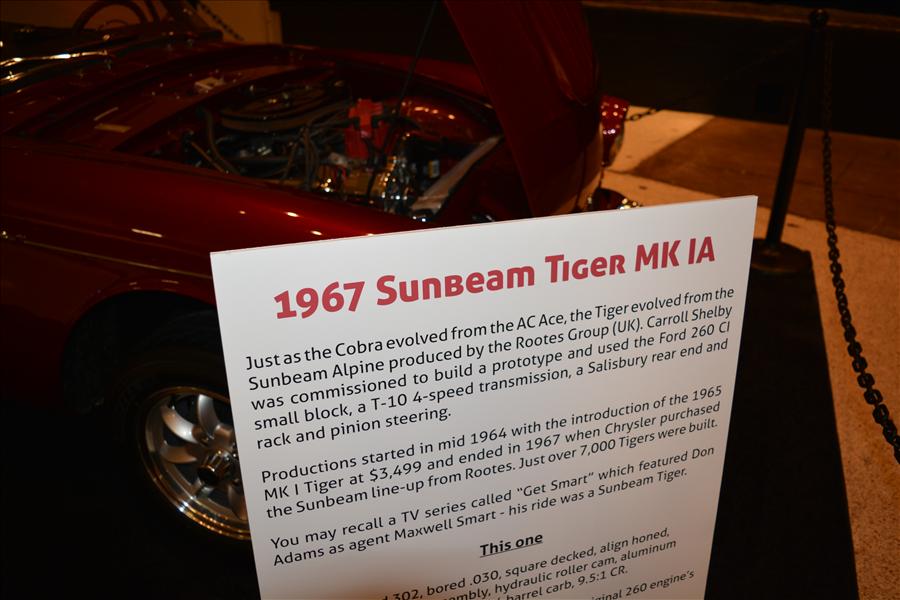 1967 Sunbeam Tiger MK IA
Just as the Cobra evolved from the AC Ace, the Tiger evolved from the
Sunbeam Alpine produced by the Rootes Group (UK). Carroll Shelby
was commissioned to build a prototype and used the Ford 260 CI
small block, a T-10 4-speed transmission, a Salisbury rear end and
rack and pinion steering.
Productions started in mid 1964 with the introduction of the 1965
MK I Tiger at $3,499 and ended in 1967 when Chrysler purchased
the Sunbeam line-up from Rootes. Just over 7,000 Tigers were built.
You may recall a TV series called "Get Smart" which featured Don
Adams as agent Maxwell Smart - his ride was a Sunbeam Tiger.
This one
302, bored .030, square decked, align honed,
hydraulic roller cam, aluminum
barrel carb, 9.5:1 CR.
260 engine's